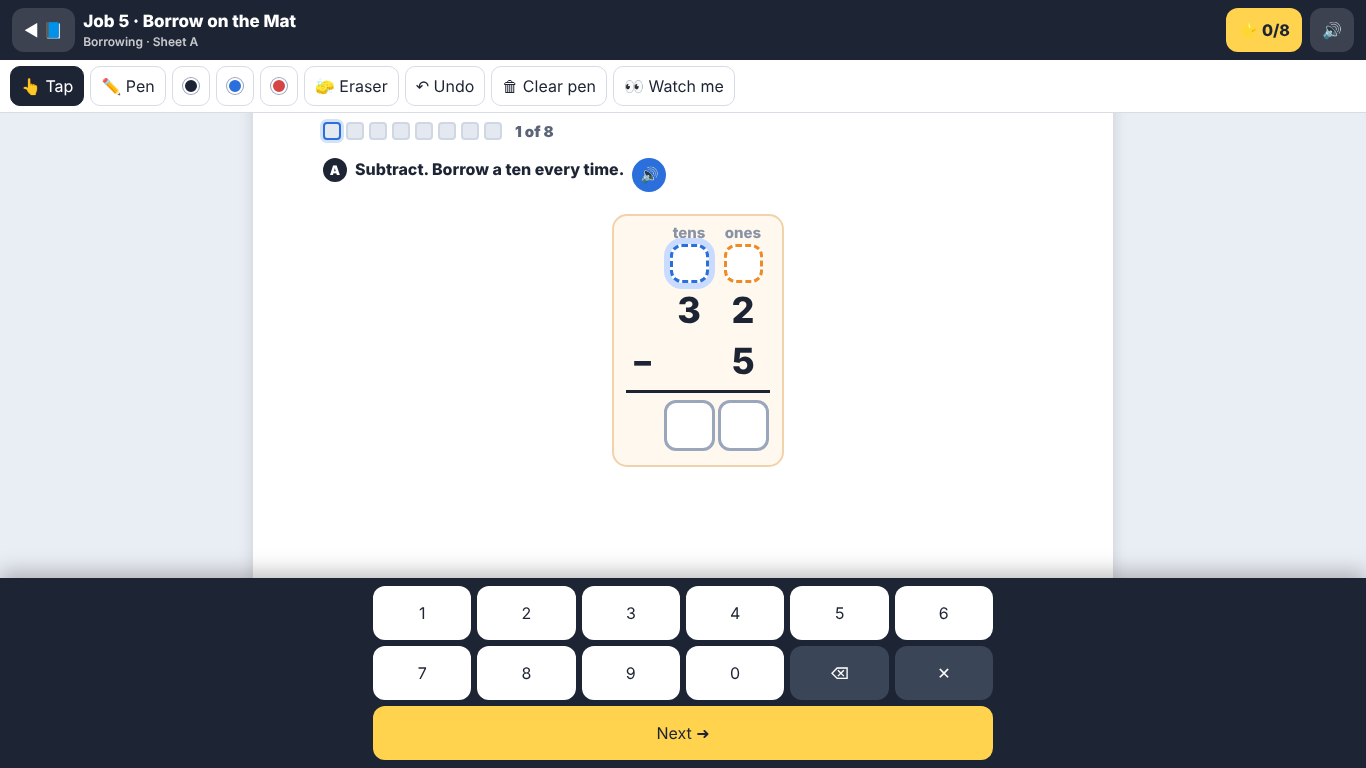 ◀ 📘 Job 5 · Borrow on the Mat
Borrowing · Sheet A
⭐ 0/8 🔊
👆 Tap ✏️ Pen 🧽 Eraser ↶ Undo 🗑 Clear pen 👀 Watch me
1 of 8
A Subtract. Borrow a ten every time. 🔊
tens ones
3 2
– 5
1 2 3 4 5 6
7 8 9 0 ⌫ ✕
Next ➜